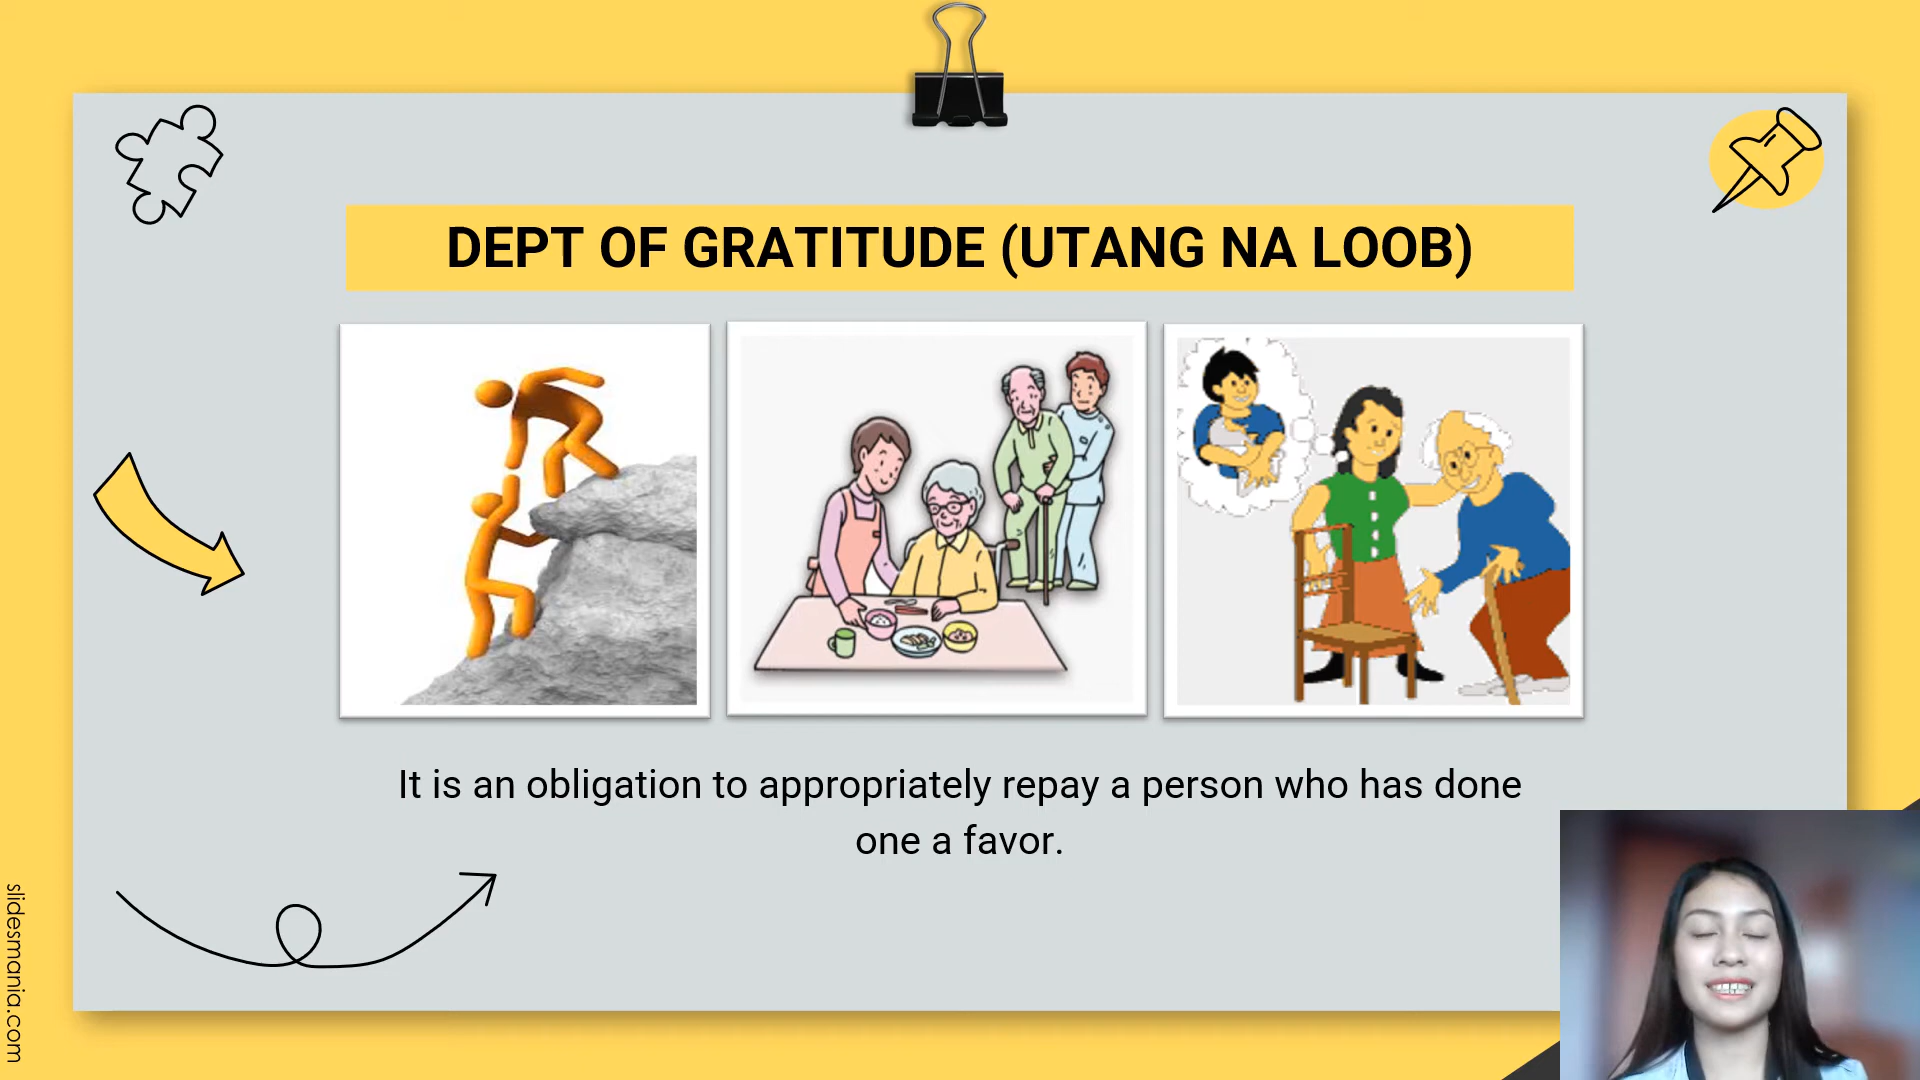 DEPT OF GRATITUDE (UTANG NA LOOB)
It is an obligation to appropriately repay a person who has done
one a favor.
slidesmania.com